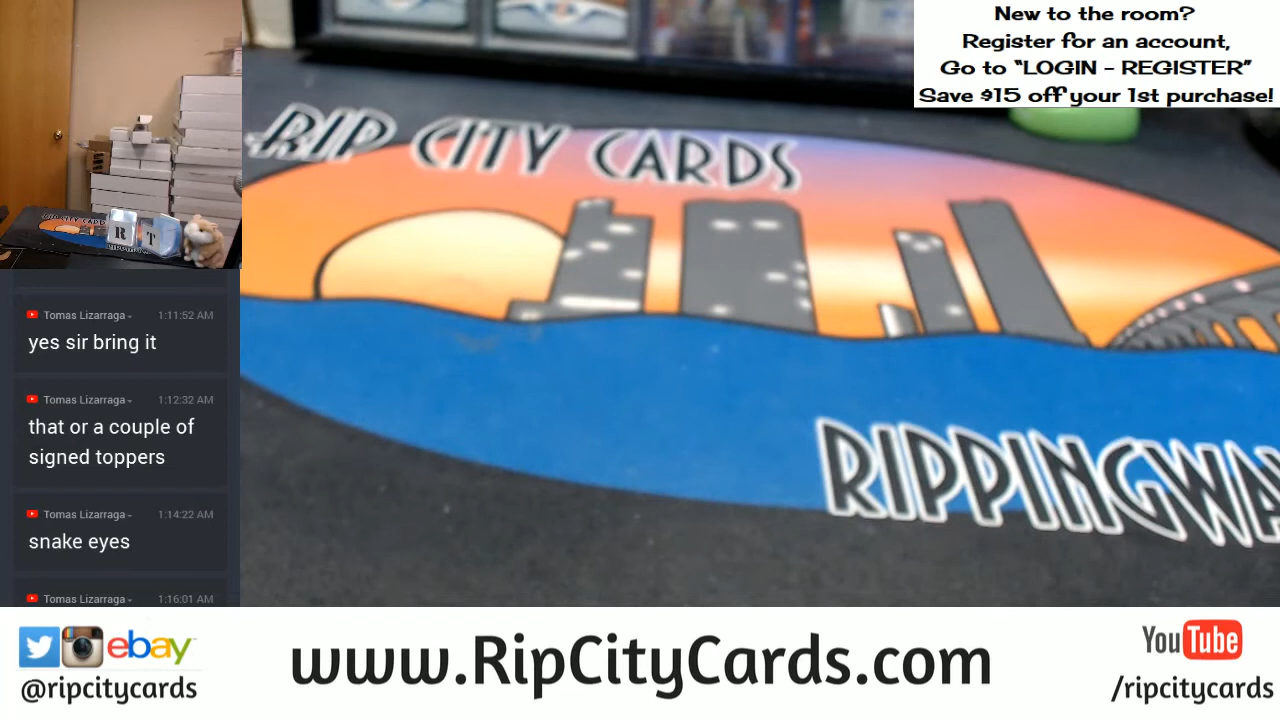 New to the room?
Register for an account,
Go to “LOGIN - REGISTER”
Save $15 off your 1st purchase!
RIP CITY CARDS
RIP CITY CARDS
R T
Tomas Lizarraga 1:11:52 AM
yes sir bring it
Tomas Lizarraga 1:12:32 AM
that or a couple of
signed toppers
Tomas Lizarraga 1:14:22 AM
snake eyes
Tomas Lizarraga 1:16:01 AM
ebay
@ripcitycards
www.RipCityCards.com
YouTube
/ripcitycards